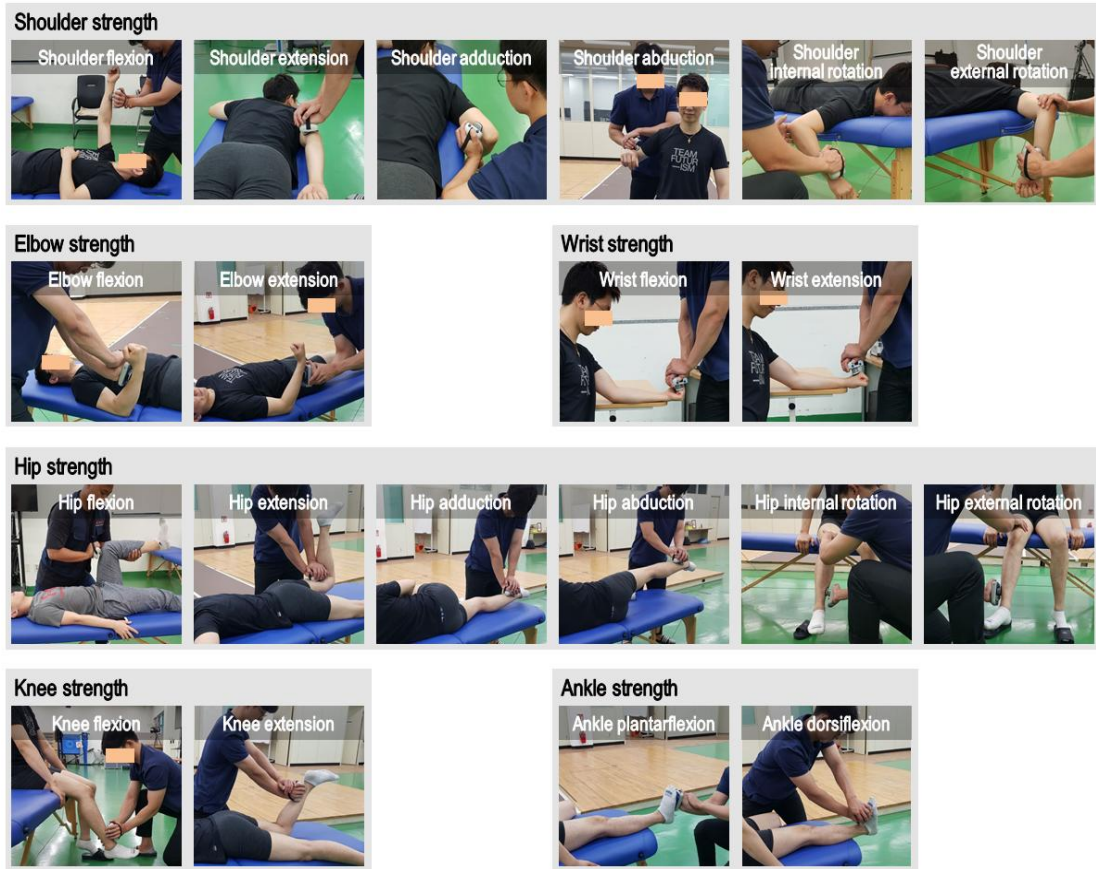 Shoulder strength
Shoulder flexion
Shoulder extension
Shoulder adduction
Shoulder abduction
Shoulder
internal rotation
Shoulder
external rotation
TEAM
FUTUR
—ISM
Elbow strength
Elbow flexion
Elbow extension
Wrist strength
Wrist flexion
Wrist extension
Hip strength
Hip flexion
Hip extension
Hip adduction
Hip abduction
Hip internal rotation
Hip external rotation
Knee strength
Knee flexion
Knee extension
Ankle strength
Ankle plantarflexion
Ankle dorsiflexion